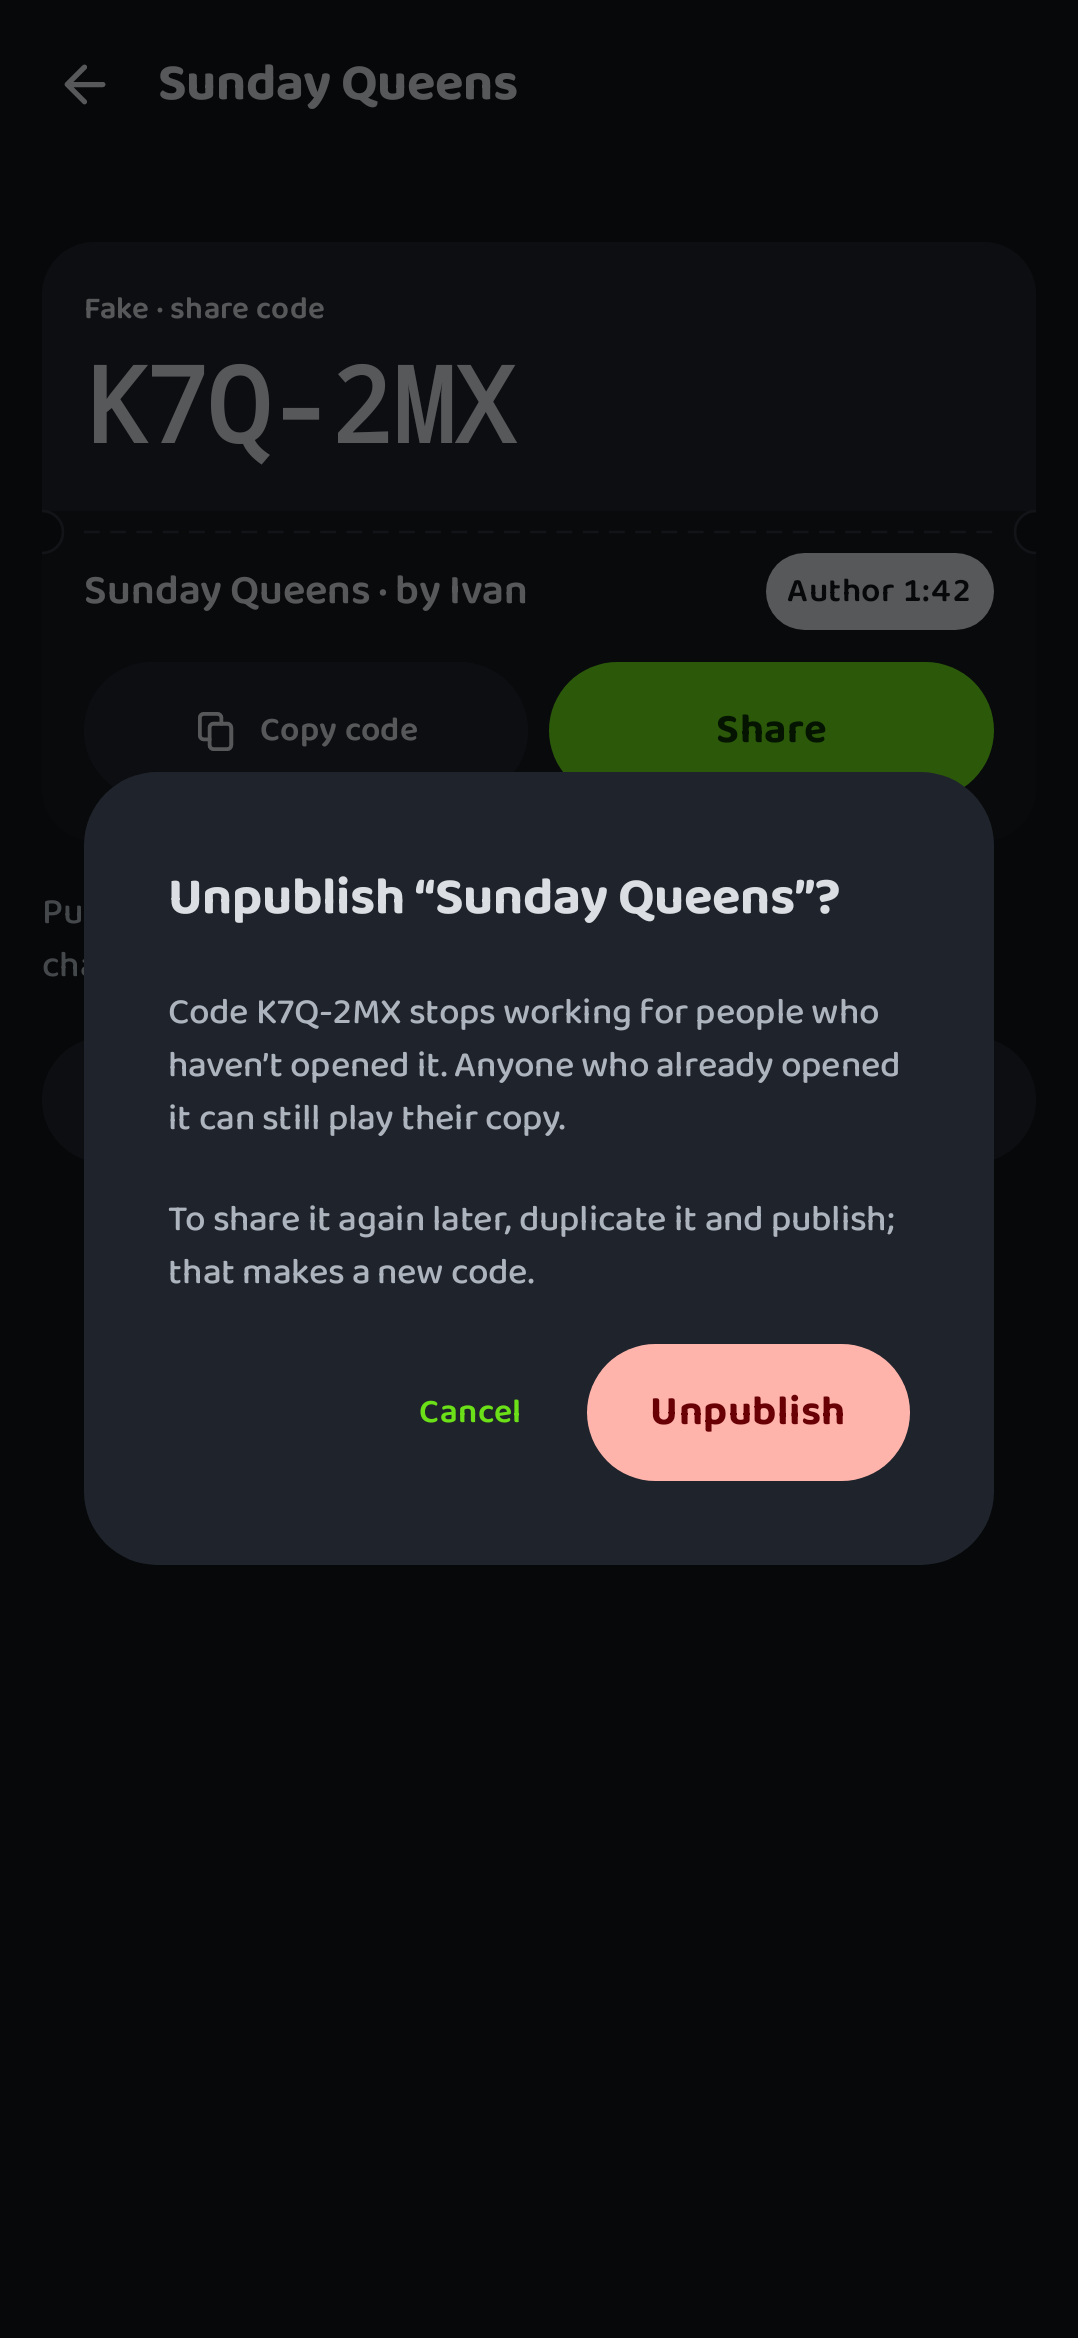 Sunday Queens
Fake · share code
K7Q-2MX
Sunday Queens · by Ivan
Author 1:42
Copy code
Share
Unpublish “Sunday Queens”?
Code K7Q-2MX stops working for people who
haven’t opened it. Anyone who already opened
it can still play their copy.
To share it again later, duplicate it and publish;
that makes a new code.
Cancel
Unpublish